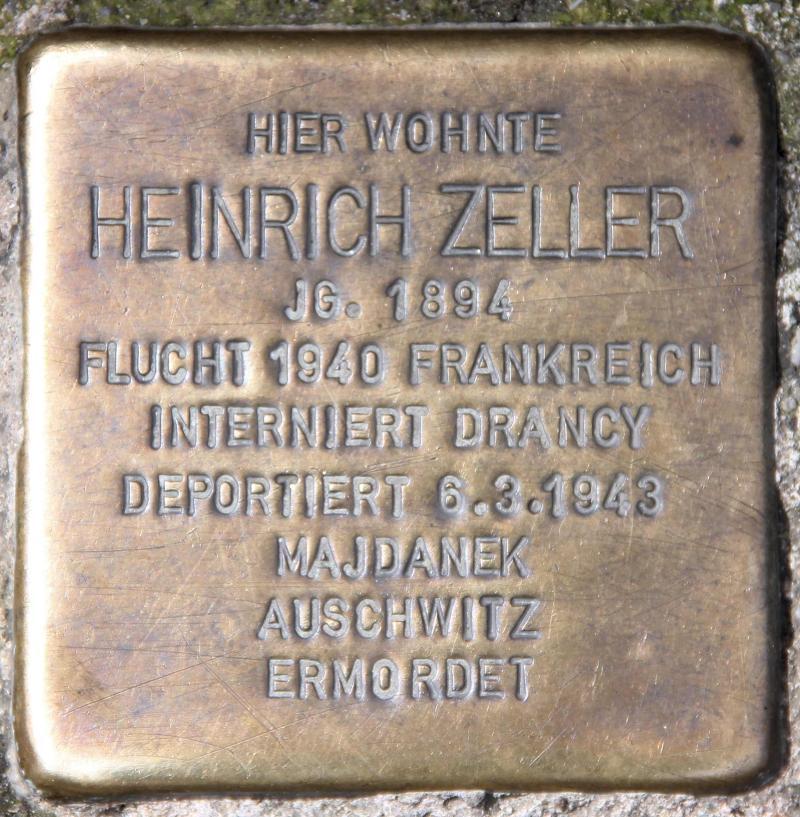 HIER WOHNTE
HEINRICH ZELLER
JG. 1894
FLUCHT 1940 FRANKREICH
INTERNIERT DRANCY
DEPORTIERT 6.3.1943
MAJDANEK
AUSCHWITZ
ERMORDET